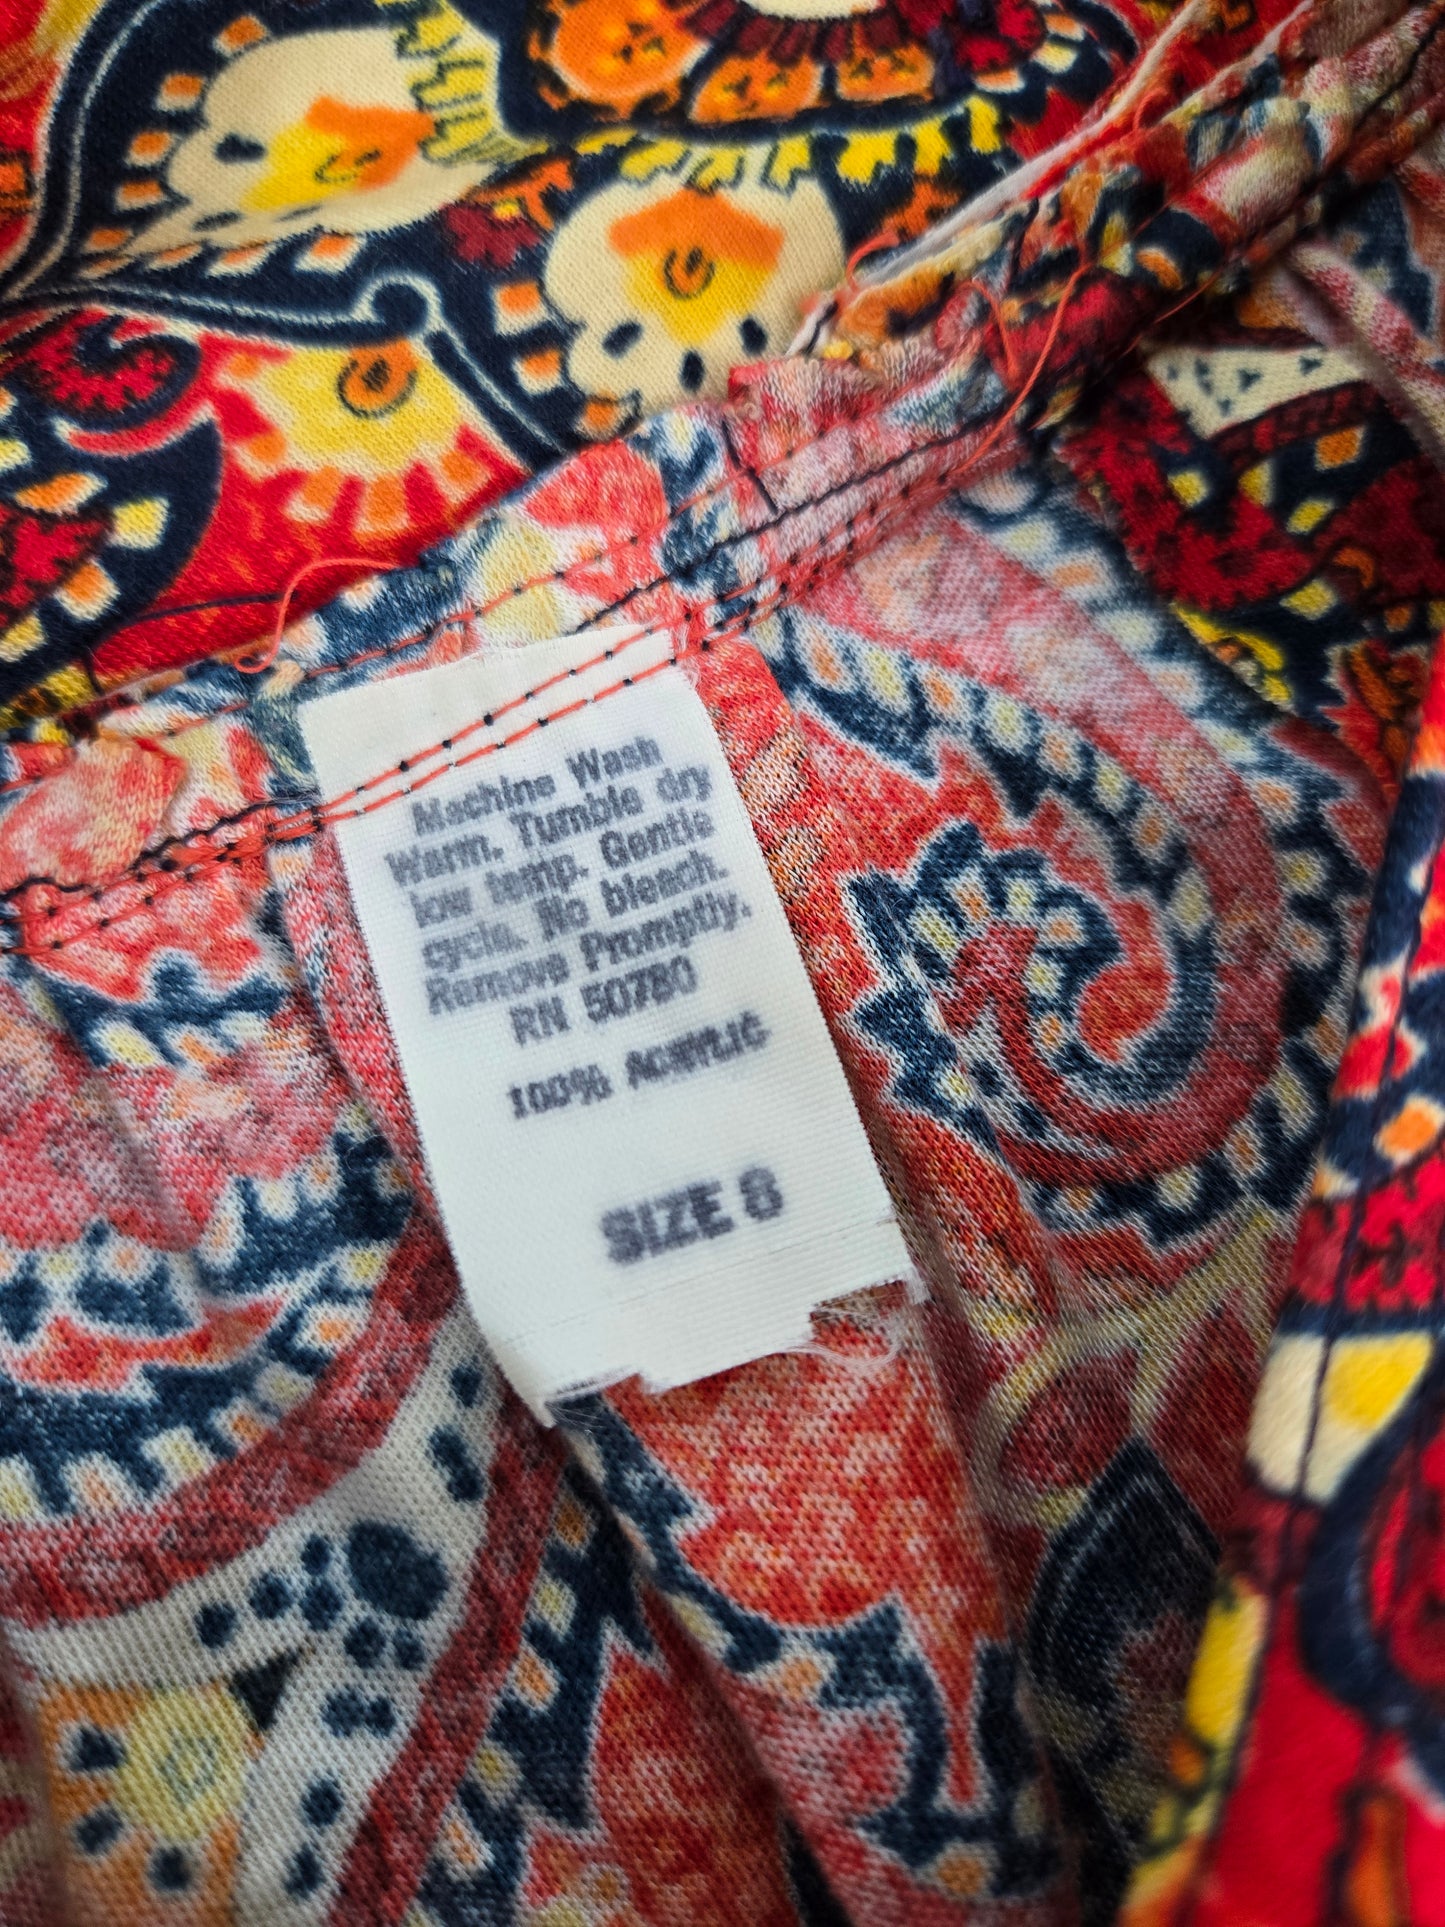 Machine Wash
Warm. Tumble dry
low temp. Gentle
cycle. No bleach.
Remove Promptly.
RN 50780
100% ACRYLIC
SIZE 8